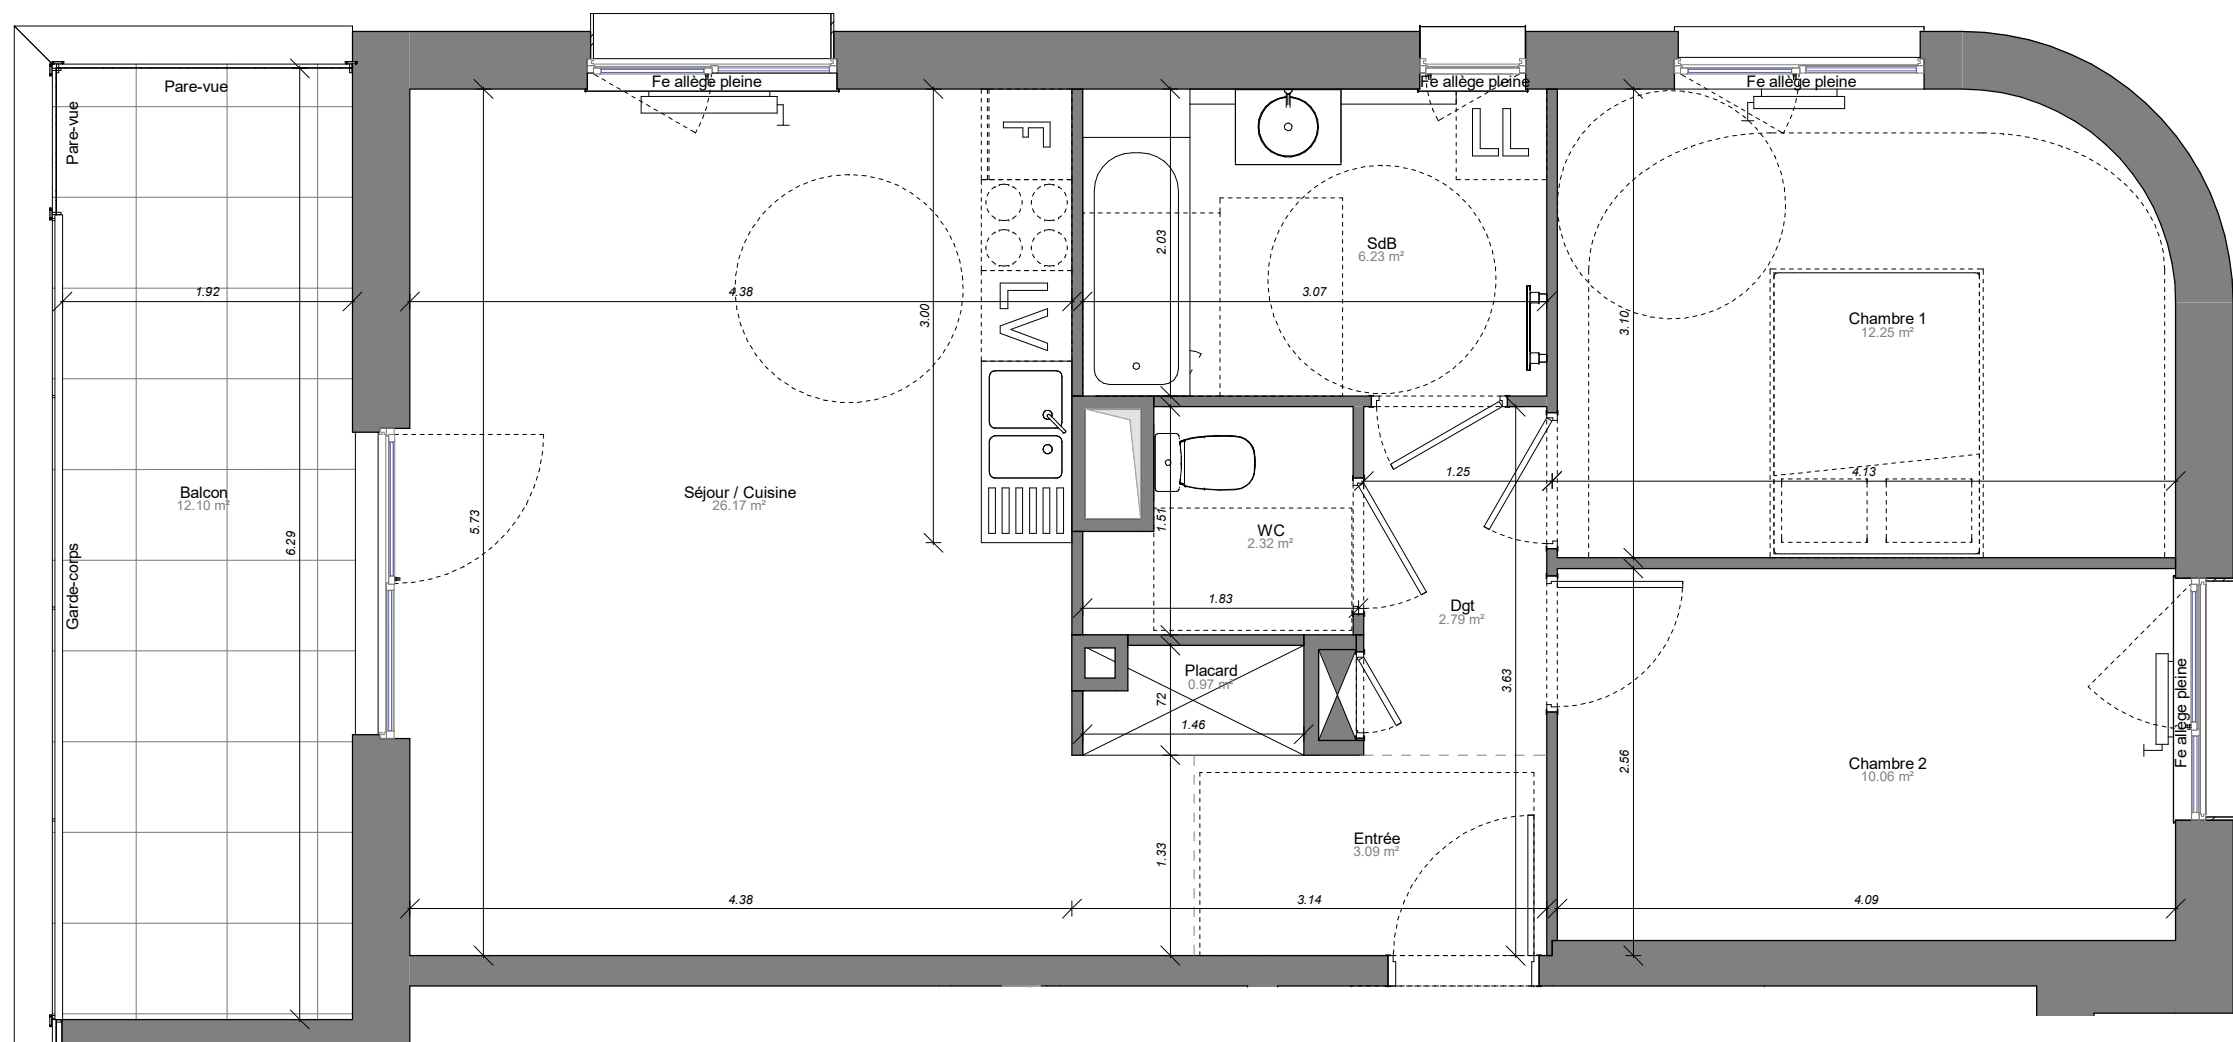 Fe allège pleine
Fe allège pleine
Fe allège pleine
Pare-vue
Pare-vue
F
LL
2.03
SdB
6.23 m²
1.92
4.38
3.07
3.00
LV
3.10
Chambre 1
12.25 m²
1.25
4.13
Balcon
12.10 m²
Séjour / Cuisine
26.17 m²
5.73
6.29
1.51
WC
2.32 m²
Garde-corps
1.83
Dgt
2.79 m²
Placard
0.97 m²
72
1.46
3.63
Fe allège pleine
2.56
Chambre 2
10.06 m²
Entrée
3.09 m²
1.33
4.38
3.14
4.09